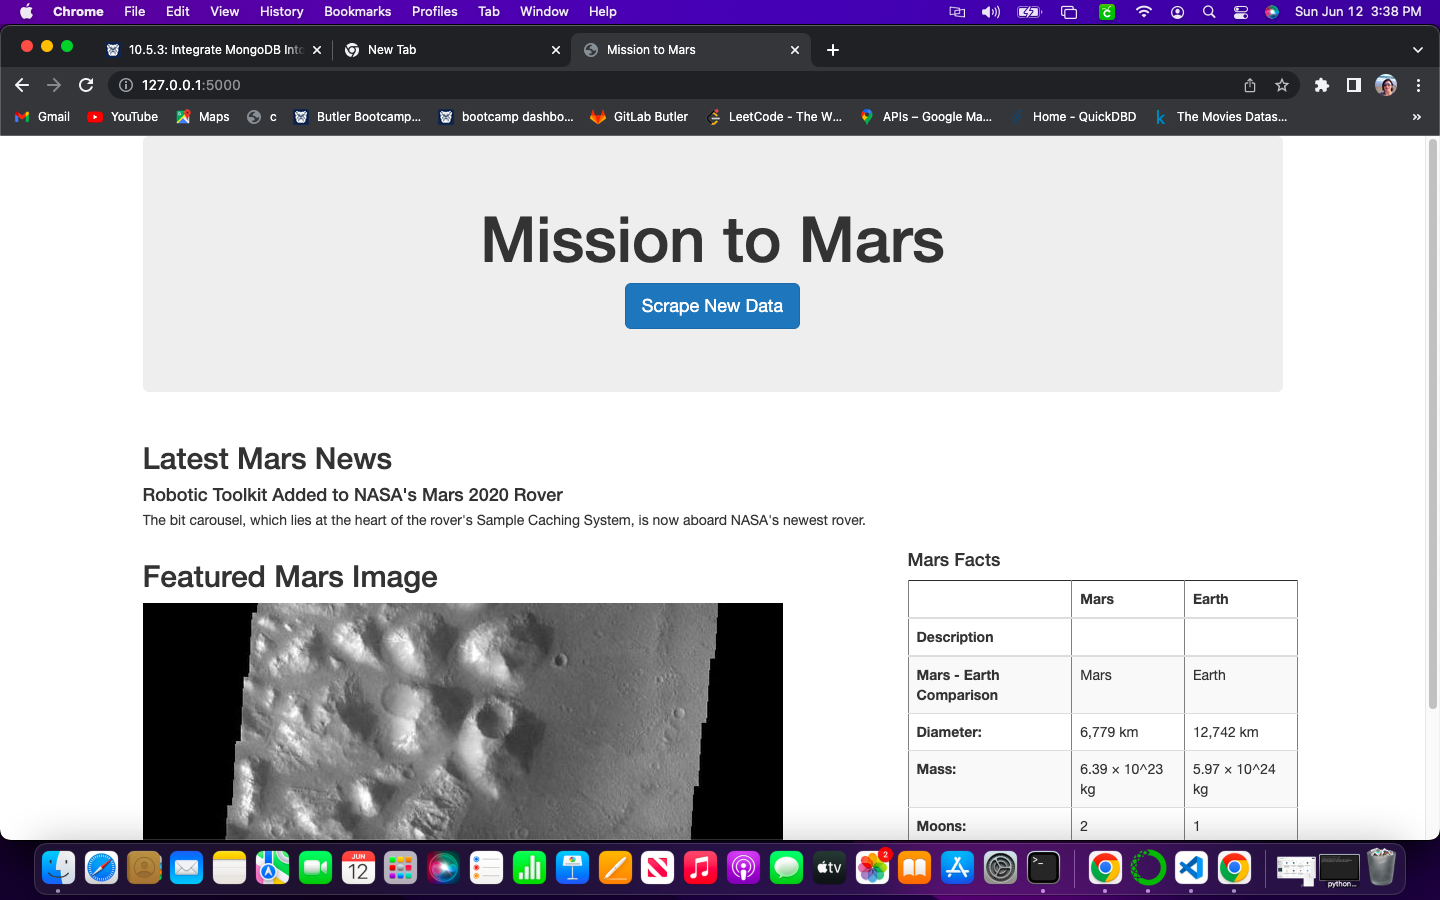 Chrome File Edit View History Bookmarks Profiles Tab Window Help Sun Jun 12 3:38 PM
10.5.3: Integrate MongoDB Into New Tab Mission to Mars
127.0.0.1:5000
Gmail YouTube Maps c Butler Bootcamp... bootcamp dashbo... GitLab Butler LeetCode - The W... APIs – Google Ma... Home - QuickDBD k The Movies Datas... »
Mission to Mars
Scrape New Data
Latest Mars News
Robotic Toolkit Added to NASA's Mars 2020 Rover
The bit carousel, which lies at the heart of the rover's Sample Caching System, is now aboard NASA's newest rover.
Featured Mars Image
Mars Facts
Mars Earth
Description
Mars - Earth Comparison Mars Earth
Diameter: 6,779 km 12,742 km
Mass: 6.39 × 10^23 kg 5.97 × 10^24 kg
Moons: 2 1
JUN
12
tv
2
python...